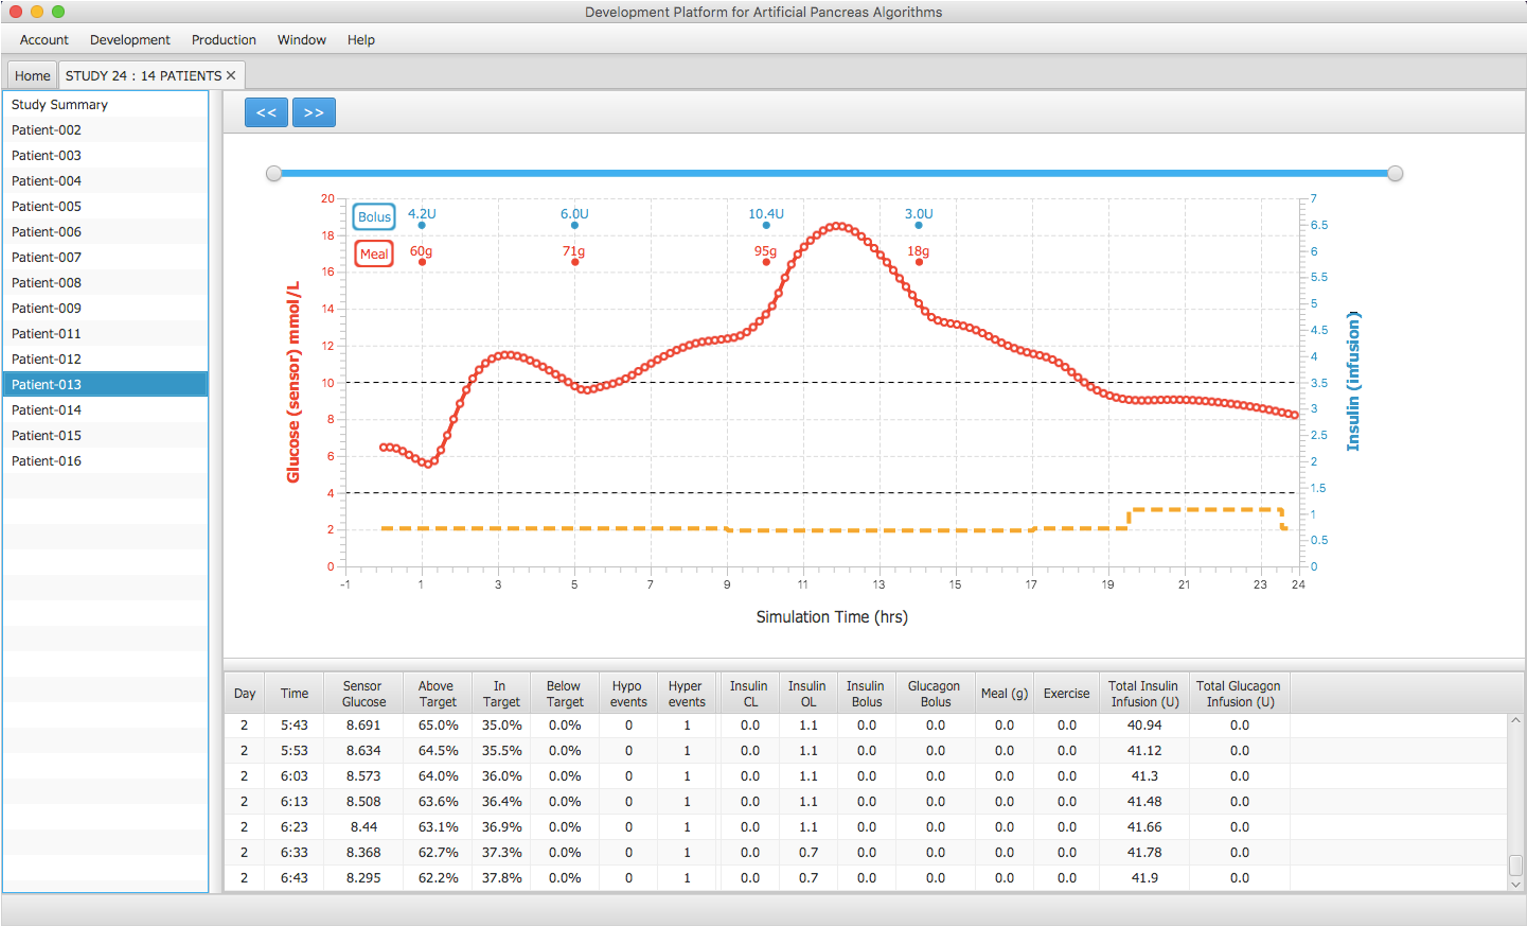 Development Platform for Artificial Pancreas Algorithms
Account Development Production Window Help
Home STUDY 24 : 14 PATIENTS ✕
Study Summary
Patient-002
Patient-003
Patient-004
Patient-005
Patient-006
Patient-007
Patient-008
Patient-009
Patient-011
Patient-012
Patient-013
Patient-014
Patient-015
Patient-016
<< >>
Bolus 4.2U 6.0U 10.4U 3.0U
Meal 60g 71g 95g 18g
Glucose (sensor) mmol/L
20
18
16
14
12
10
8
6
4
2
0
7
6.5
6
5.5
5
4.5
4
3.5
3
2.5
2
1.5
1
0.5
0
Insulin (infusion)
-1 1 3 5 7 9 11 13 15 17 19 21 23 24
Simulation Time (hrs)
Day Time Sensor Glucose Above Target In Target Below Target Hypo events Hyper events Insulin CL Insulin OL Insulin Bolus Glucagon Bolus Meal (g) Exercise Total Insulin Infusion (U) Total Glucagon Infusion (U)
2 5:43 8.691 65.0% 35.0% 0.0% 0 1 0.0 1.1 0.0 0.0 0.0 0.0 40.94 0.0
2 5:53 8.634 64.5% 35.5% 0.0% 0 1 0.0 1.1 0.0 0.0 0.0 0.0 41.12 0.0
2 6:03 8.573 64.0% 36.0% 0.0% 0 1 0.0 1.1 0.0 0.0 0.0 0.0 41.3 0.0
2 6:13 8.508 63.6% 36.4% 0.0% 0 1 0.0 1.1 0.0 0.0 0.0 0.0 41.48 0.0
2 6:23 8.44 63.1% 36.9% 0.0% 0 1 0.0 1.1 0.0 0.0 0.0 0.0 41.66 0.0
2 6:33 8.368 62.7% 37.3% 0.0% 0 1 0.0 0.7 0.0 0.0 0.0 0.0 41.78 0.0
2 6:43 8.295 62.2% 37.8% 0.0% 0 1 0.0 0.7 0.0 0.0 0.0 0.0 41.9 0.0